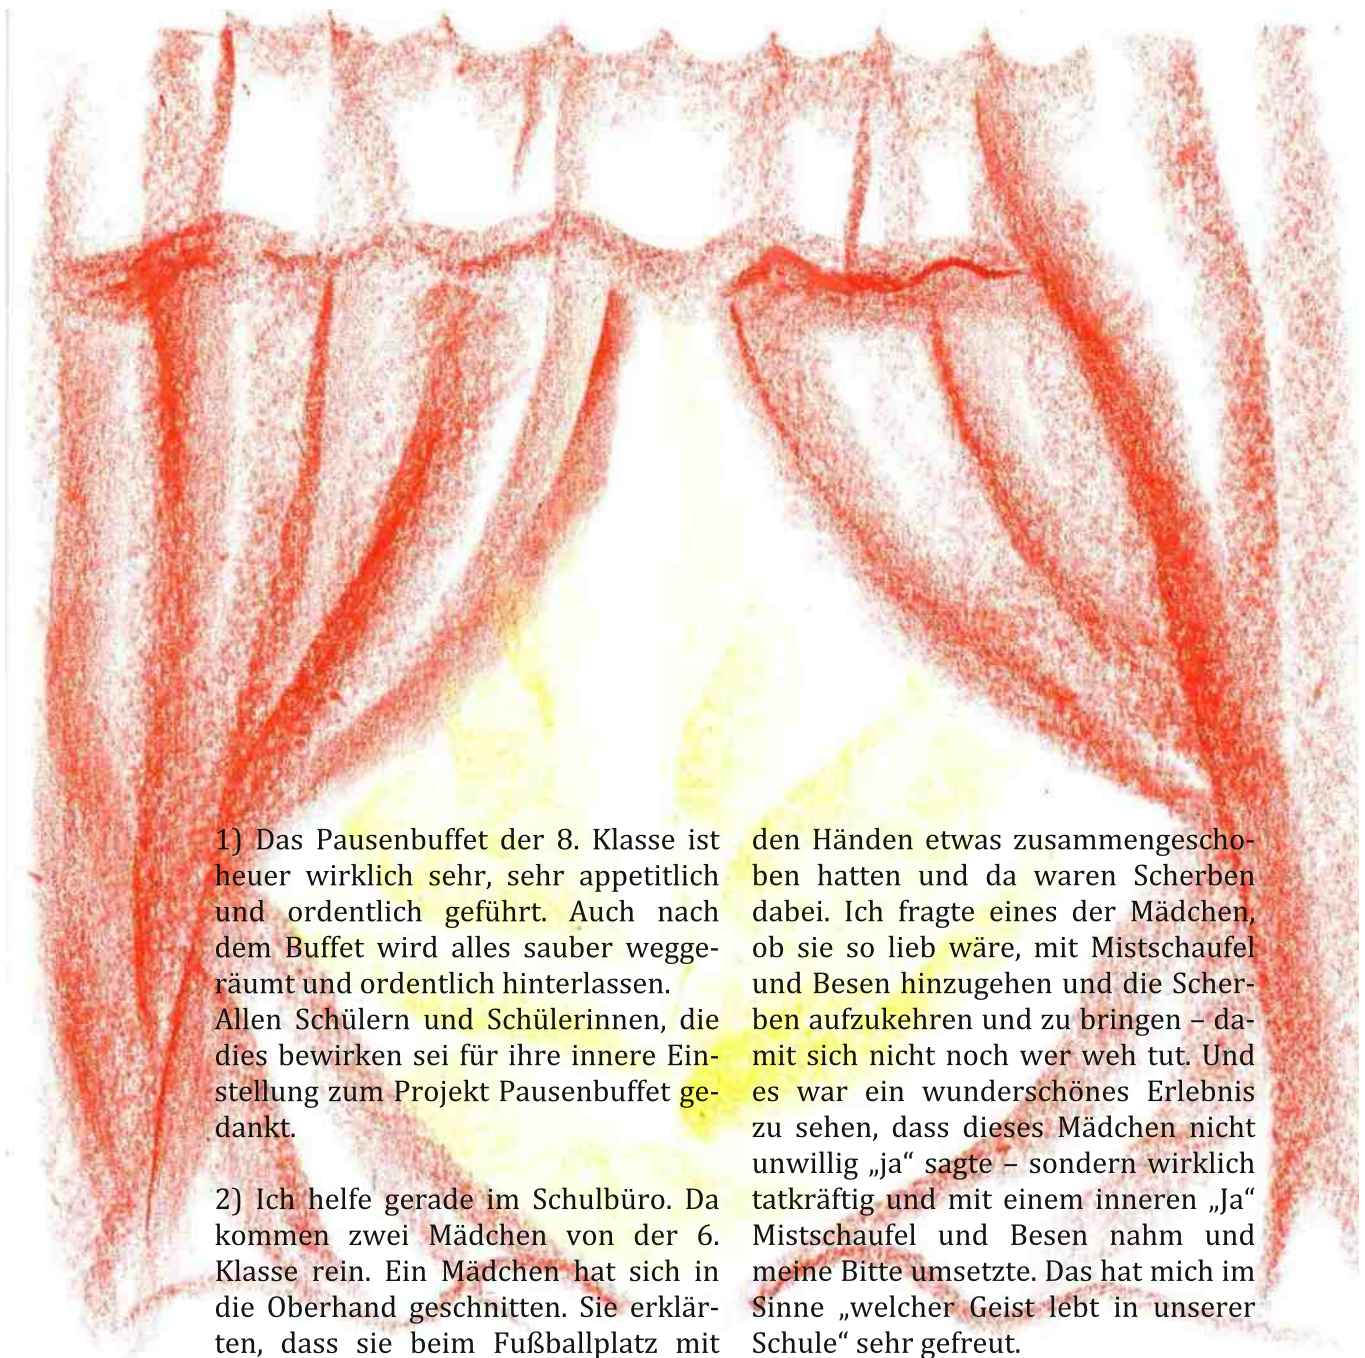 1) Das Pausenbuffet der 8. Klasse ist
heuer wirklich sehr, sehr appetitlich
und ordentlich geführt. Auch nach
dem Buffet wird alles sauber wegge-
räumt und ordentlich hinterlassen.
Allen Schülern und Schülerinnen, die
dies bewirken sei für ihre innere Ein-
stellung zum Projekt Pausenbuffet ge-
dankt.
2) Ich helfe gerade im Schulbüro. Da
kommen zwei Mädchen von der 6.
Klasse rein. Ein Mädchen hat sich in
die Oberhand geschnitten. Sie erklär-
ten, dass sie beim Fußballplatz mit
den Händen etwas zusammengescho-
ben hatten und da waren Scherben
dabei. Ich fragte eines der Mädchen,
ob sie so lieb wäre, mit Mistschaufel
und Besen hinzugehen und die Scher-
ben aufzukehren und zu bringen – da-
mit sich nicht noch wer weh tut. Und
es war ein wunderschönes Erlebnis
zu sehen, dass dieses Mädchen nicht
unwillig „ja“ sagte – sondern wirklich
tatkräftig und mit einem inneren „Ja“
Mistschaufel und Besen nahm und
meine Bitte umsetzte. Das hat mich im
Sinne „welcher Geist lebt in unserer
Schule“ sehr gefreut.